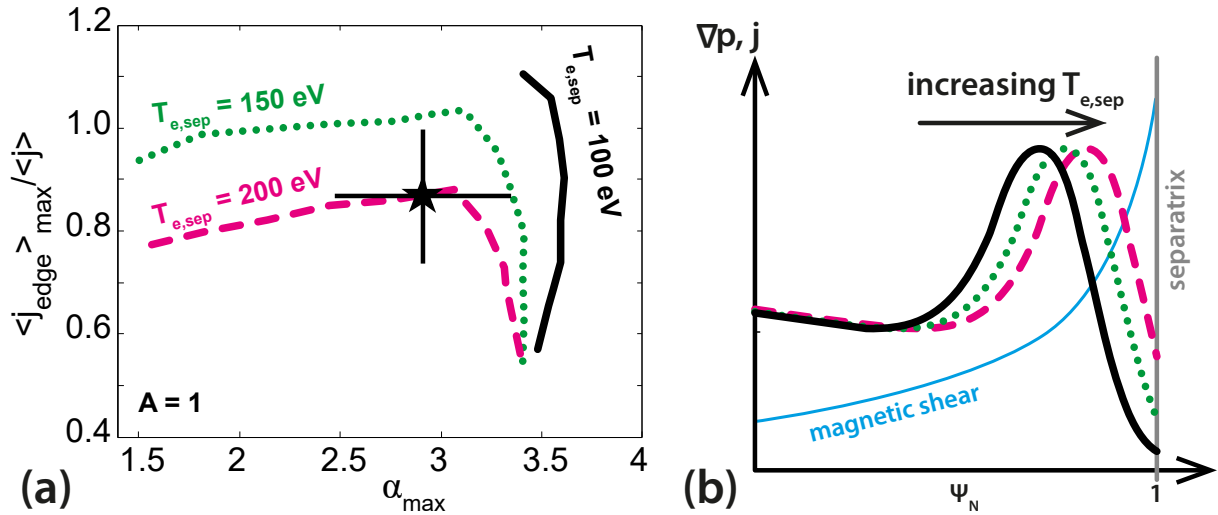 1.2
1.0
0.8
0.6
0.4
<j_edge>_max/<j>
T_e,sep = 150 eV
T_e,sep = 200 eV
T_e,sep = 100 eV
A = 1
1.5 2 2.5 3 3.5 4
α_max
(a)
∇p, j
increasing T_e,sep
magnetic shear
separatrix
Ψ_N
1
(b)